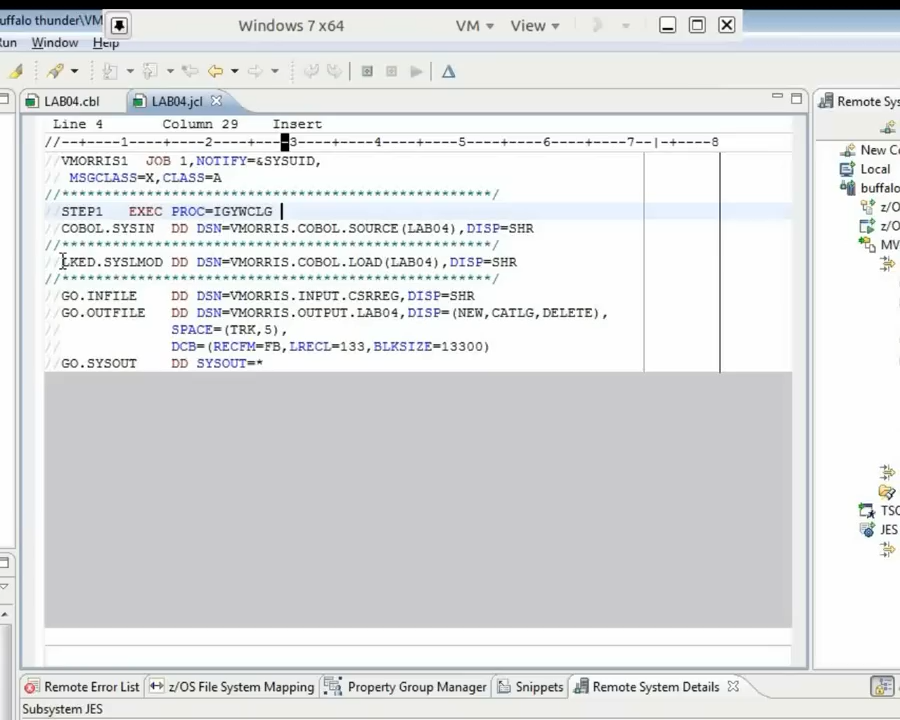 uffalo thunder\VM
Windows 7 x64
VM
View
Run
Window
Help
LAB04.cbl
LAB04.jcl
Remote Sys
Line 4
Column 29
Insert
//--+----1----+----2----+----3----+----4----+----5----+----6----+----7--|-+----8
//VMORRIS1  JOB 1,NOTIFY=&SYSUID,
// MSGCLASS=X,CLASS=A
//***************************************************/
//STEP1   EXEC PROC=IGYWCLG
//COBOL.SYSIN  DD DSN=VMORRIS.COBOL.SOURCE(LAB04),DISP=SHR
//***************************************************/
//LKED.SYSLMOD DD DSN=VMORRIS.COBOL.LOAD(LAB04),DISP=SHR
//***************************************************/
//GO.INFILE    DD DSN=VMORRIS.INPUT.CSRREG,DISP=SHR
//GO.OUTFILE   DD DSN=VMORRIS.OUTPUT.LAB04,DISP=(NEW,CATLG,DELETE),
//             SPACE=(TRK,5),
//             DCB=(RECFM=FB,LRECL=133,BLKSIZE=13300)
//GO.SYSOUT    DD SYSOUT=*
New Co
Local
buffalo
z/O
z/O
MV
TSO
JES
Remote Error List
z/OS File System Mapping
Property Group Manager
Snippets
Remote System Details
Subsystem JES